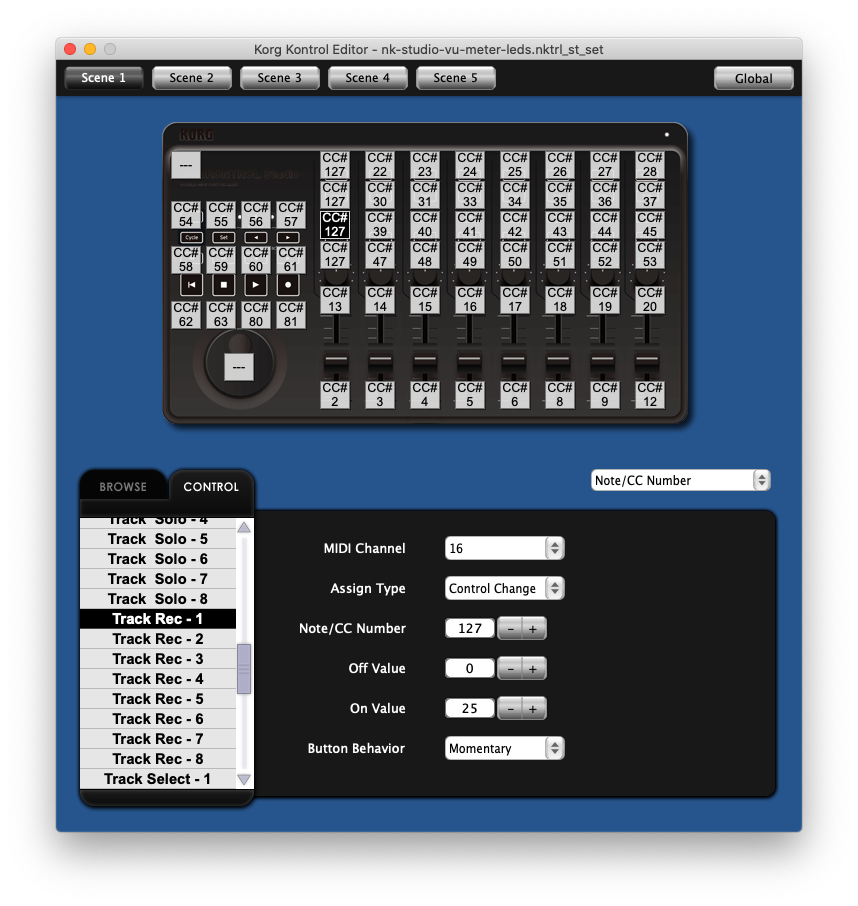 Korg Kontrol Editor - nk-studio-vu-meter-leds.nktrl_st_set
Scene 1 Scene 2 Scene 3 Scene 4 Scene 5 Global
KORG
---
CC# CC# CC# CC# CC# CC# CC# CC#
127 22 23 24 25 26 27 28
CC# CC# CC# CC# CC# CC# CC# CC#
127 30 31 33 34 35 36 37
CC# CC# CC# CC#
54 55 56 57
CC# CC# CC# CC# CC# CC# CC# CC#
127 39 40 41 42 43 44 45
Cycle Set
CC# CC# CC# CC#
58 59 60 61
CC# CC# CC# CC# CC# CC# CC# CC#
127 47 48 49 50 51 52 53
CC# CC# CC# CC# CC# CC# CC# CC#
13 14 15 16 17 18 19 20
CC# CC# CC# CC#
62 63 80 81
---
CC# CC# CC# CC# CC# CC# CC# CC#
2 3 4 5 6 8 9 12
BROWSE CONTROL
Note/CC Number
Track Solo - 4
Track Solo - 5
Track Solo - 6
Track Solo - 7
Track Solo - 8
Track Rec - 1
Track Rec - 2
Track Rec - 3
Track Rec - 4
Track Rec - 5
Track Rec - 6
Track Rec - 7
Track Rec - 8
Track Select - 1
MIDI Channel 16
Assign Type Control Change
Note/CC Number 127 - +
Off Value 0 - +
On Value 25 - +
Button Behavior Momentary